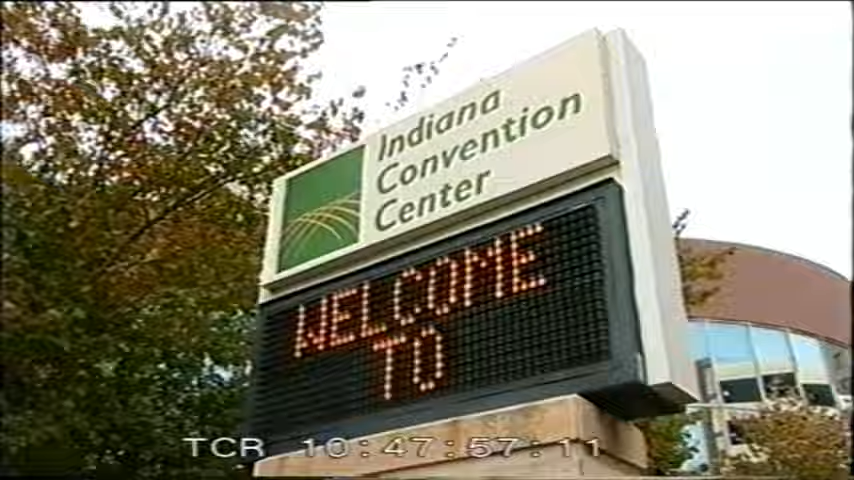 Indiana
Convention
Center
WELCOME
TO
TCR 10:47:57:11